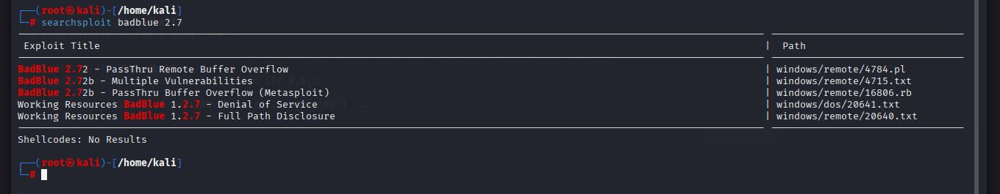 ┌──(root㉿kali)-[/home/kali]
└─# searchsploit badblue 2.7
Exploit Title | Path
BadBlue 2.72 - PassThru Remote Buffer Overflow | windows/remote/4784.pl
BadBlue 2.72b - Multiple Vulnerabilities | windows/remote/4715.txt
BadBlue 2.72b - PassThru Buffer Overflow (Metasploit) | windows/remote/16806.rb
Working Resources BadBlue 1.2.7 - Denial of Service | windows/dos/20641.txt
Working Resources BadBlue 1.2.7 - Full Path Disclosure | windows/remote/20640.txt
Shellcodes: No Results
┌──(root㉿kali)-[/home/kali]
└─#